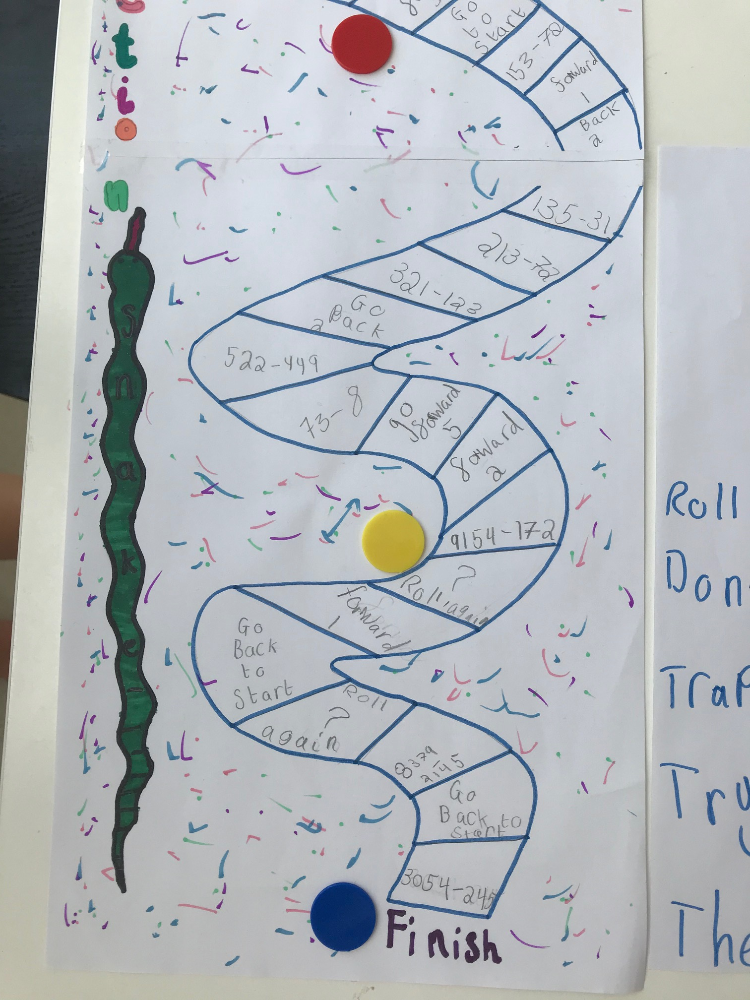 t
i
o
n
Go
to
Start
153-72
forward
1
Back
2
135-31
213-72
321-123
Go
Back
2
522-449
73-8
go
forward
5
forward
2
9154-172
?
Roll again
forward
1
Go
Back
to
Start
Roll
?
again
8379
-
2145
Go
Back to
Start
3054-245
Finish
s
n
a
k
e
Roll
Don
Trap
Try
The